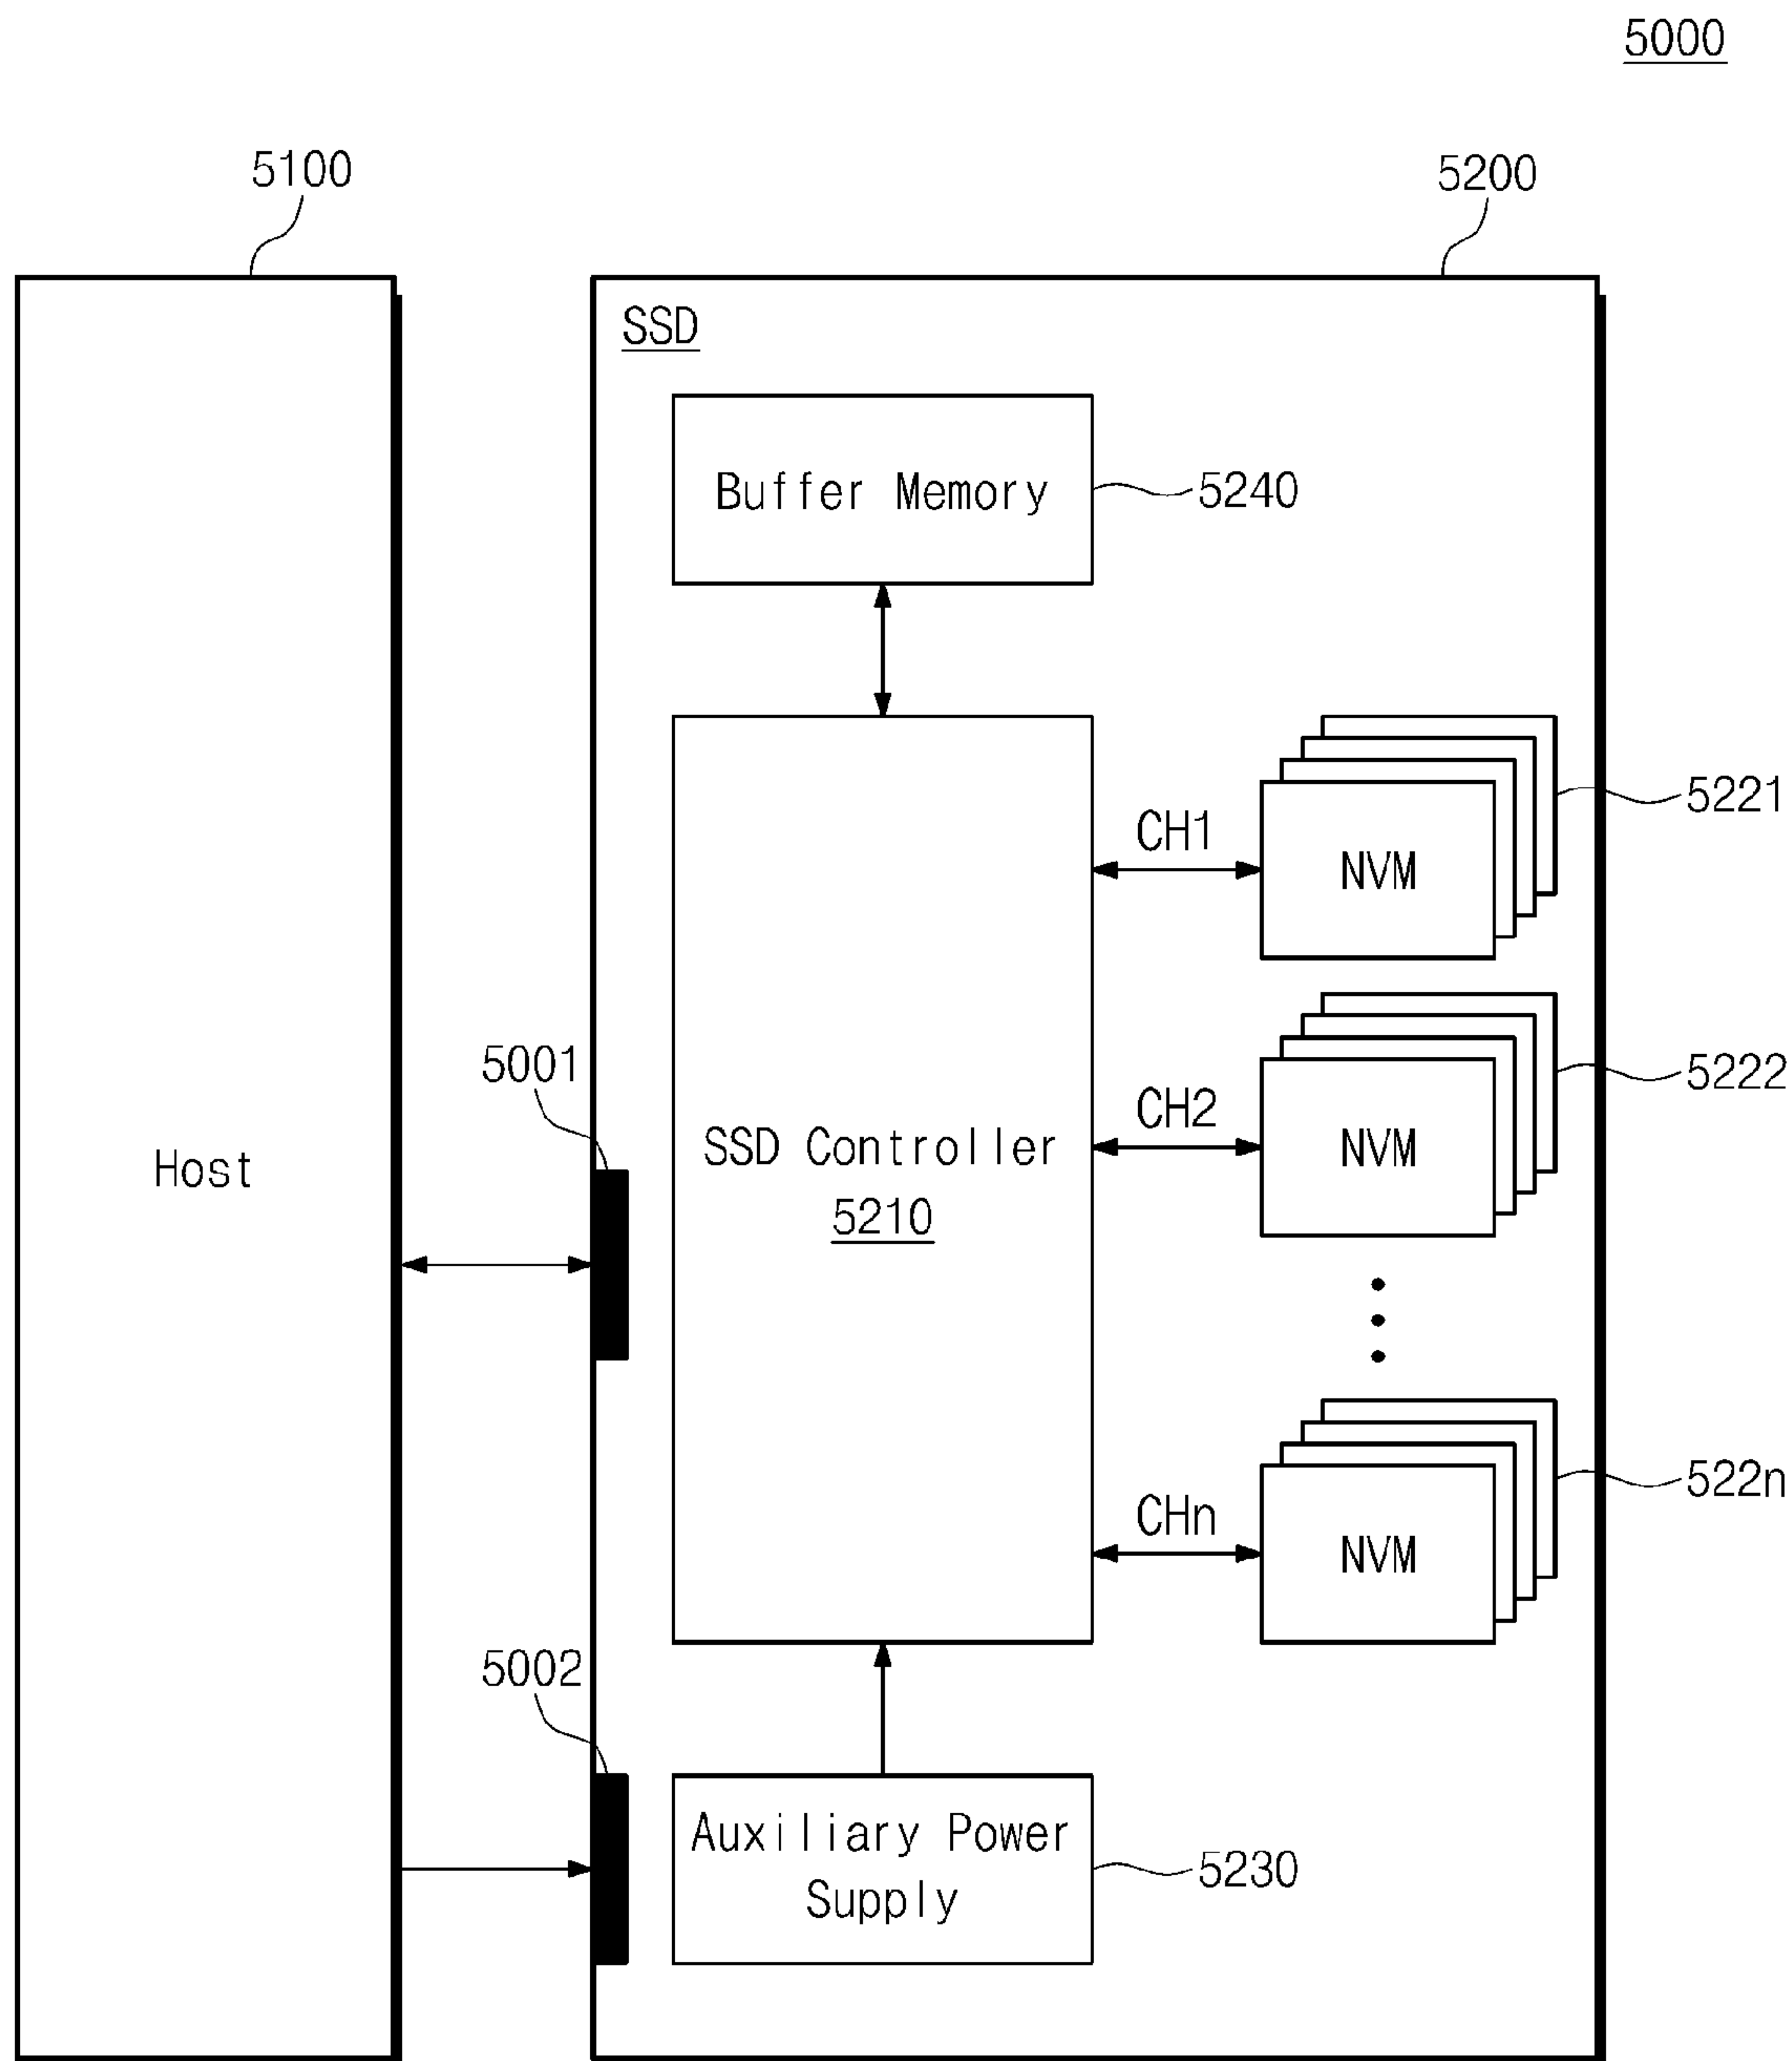 5000
5100
5200
SSD
Buffer Memory
5240
5221
CH1
NVM
5001
5222
CH2
NVM
SSD Controller
5210
Host
522n
CHn
NVM
5002
Auxiliary Power
Supply
5230